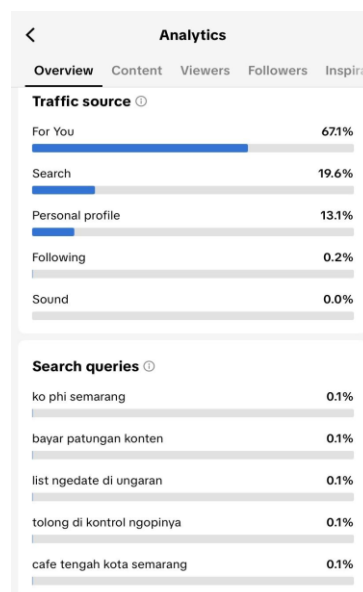 Analytics
Overview Content Viewers Followers Inspir
Traffic source
For You 67.1%
Search 19.6%
Personal profile 13.1%
Following 0.2%
Sound 0.0%
Search queries
ko phi semarang 0.1%
bayar patungan konten 0.1%
list ngedate di ungaran 0.1%
tolong di kontrol ngopinya 0.1%
cafe tengah kota semarang 0.1%